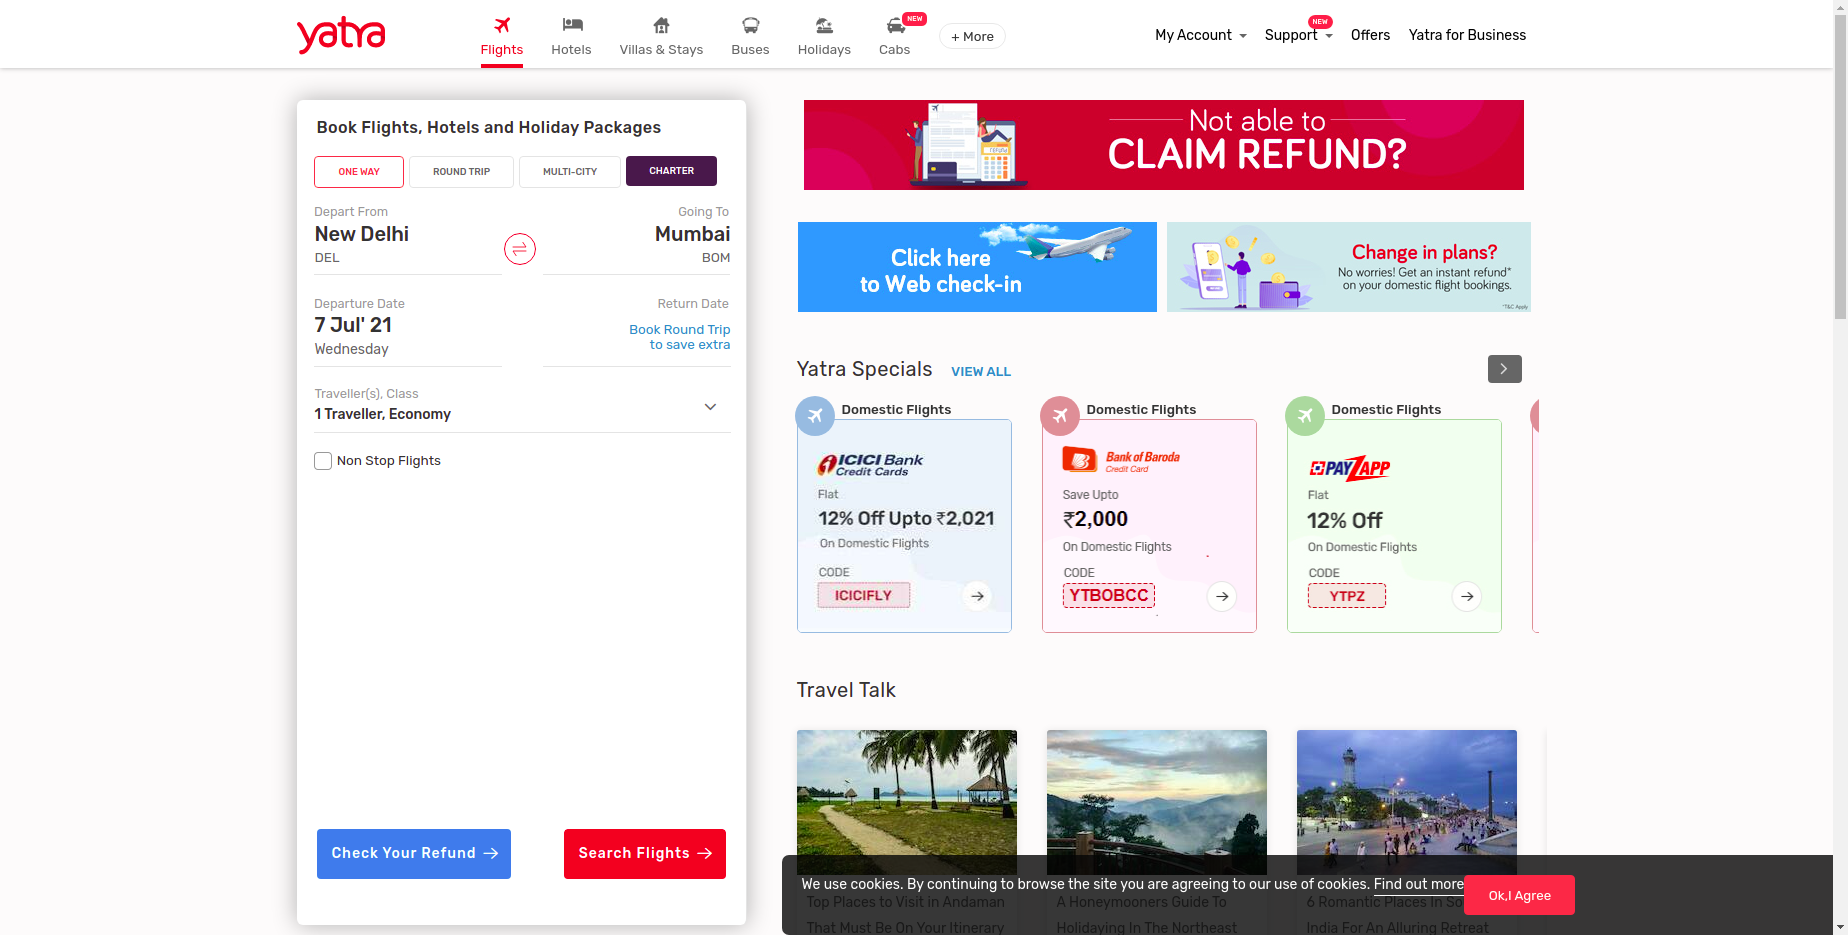 yatra
Flights
Hotels
Villas & Stays
Buses
Holidays
Cabs
NEW
+ More
My Account
Support
NEW
Offers
Yatra for Business
Book Flights, Hotels and Holiday Packages
ONE WAY
ROUND TRIP
MULTI-CITY
CHARTER
Depart From
New Delhi
DEL
Going To
Mumbai
BOM
Departure Date
7 Jul' 21
Wednesday
Return Date
Book Round Trip
to save extra
Traveller(s), Class
1 Traveller, Economy
Non Stop Flights
Check Your Refund
Search Flights
Not able to
CLAIM REFUND?
refund
Click here
to Web check-in
Change in plans?
No worries! Get an instant refund*
on your domestic flight bookings.
*T&C Apply
Yatra Specials
VIEW ALL
Domestic Flights
ICICI Bank
Credit Cards
Flat
12% Off Upto ₹2,021
On Domestic Flights
CODE
ICICIFLY
Domestic Flights
Bank of Baroda
Credit Card
Save Upto
₹2,000
On Domestic Flights
CODE
YTBOBCC
Domestic Flights
PAYZAPP
Flat
12% Off
On Domestic Flights
CODE
YTPZ
Travel Talk
We use cookies. By continuing to browse the site you are agreeing to our use of cookies. Find out more
Ok,I Agree
Top Places to Visit in Andaman
That Must Be On Your Itinerary
A Honeymooners Guide To
Holidaying In The Northeast
6 Romantic Places In So
India For An Alluring Retreat